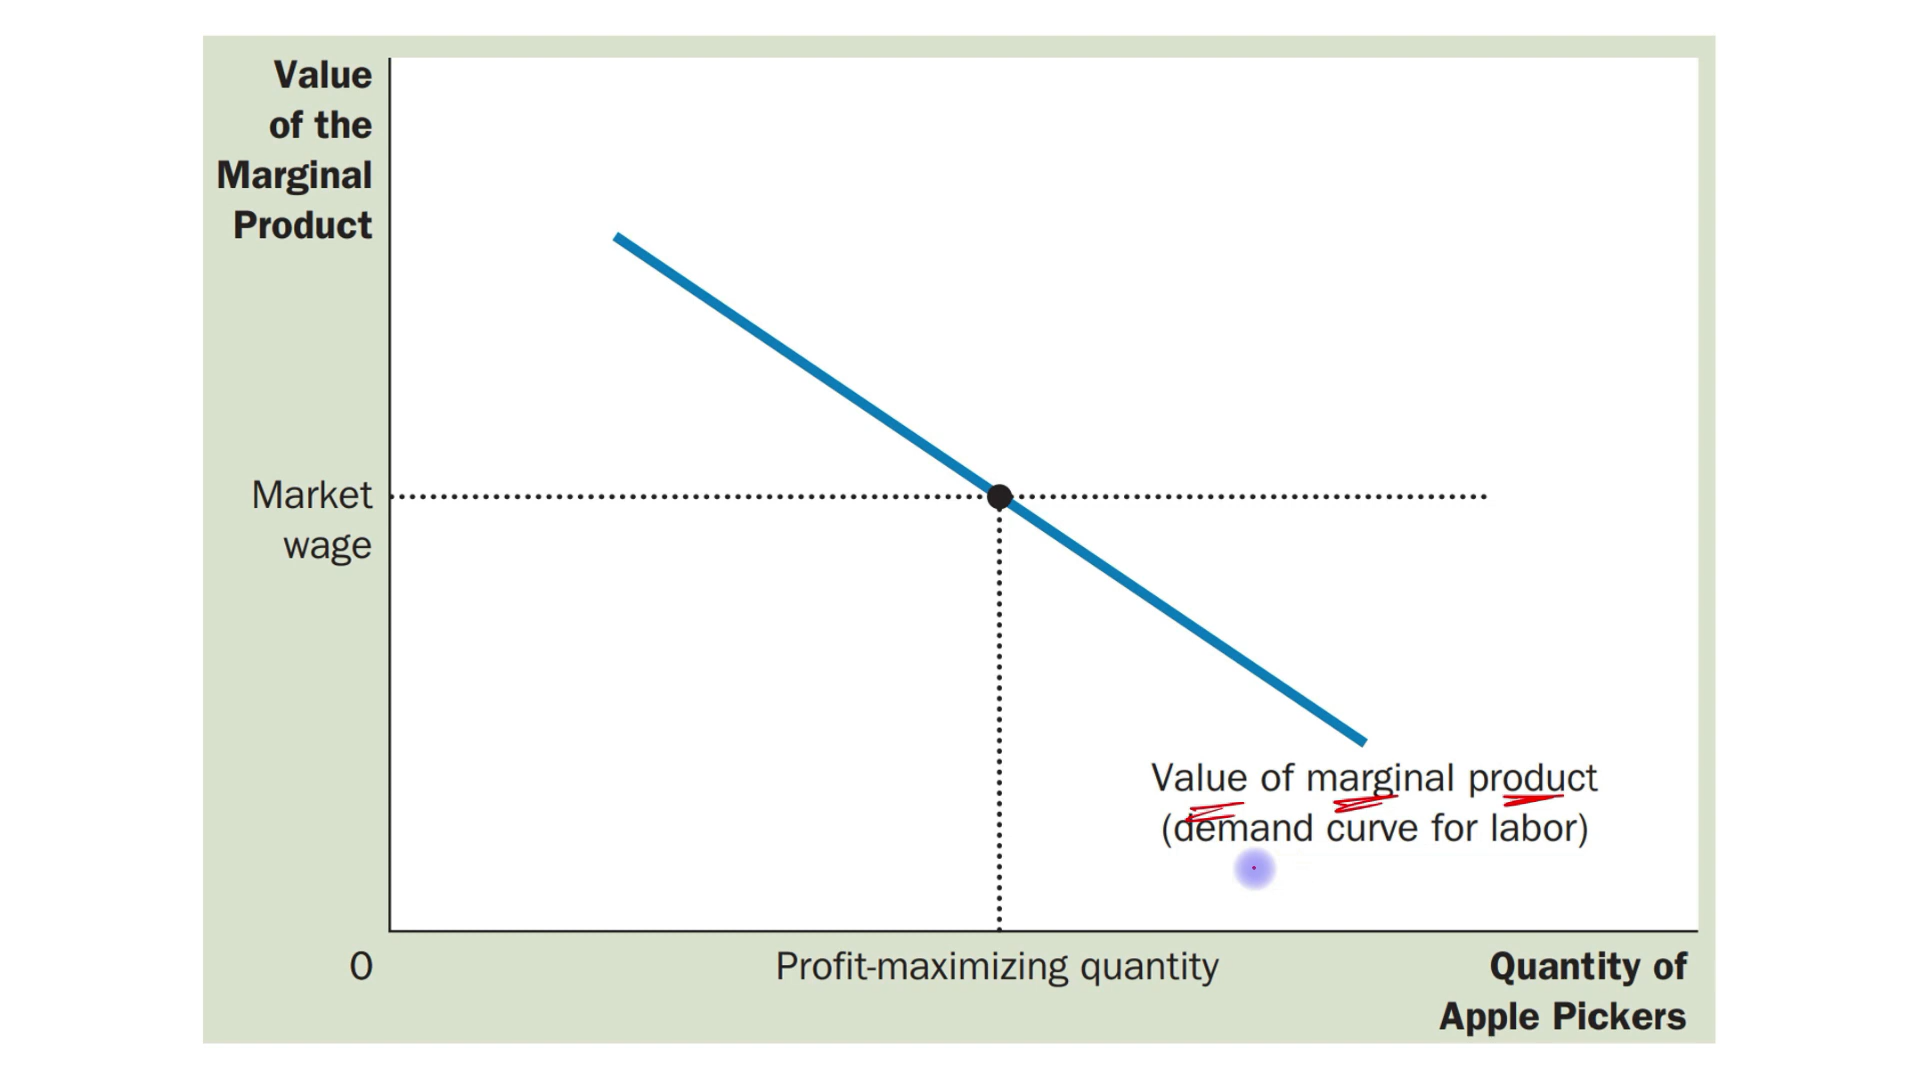 Value
of the
Marginal
Product
Market
wage
Value of marginal product
(demand curve for labor)
0
Profit-maximizing quantity
Quantity of
Apple Pickers